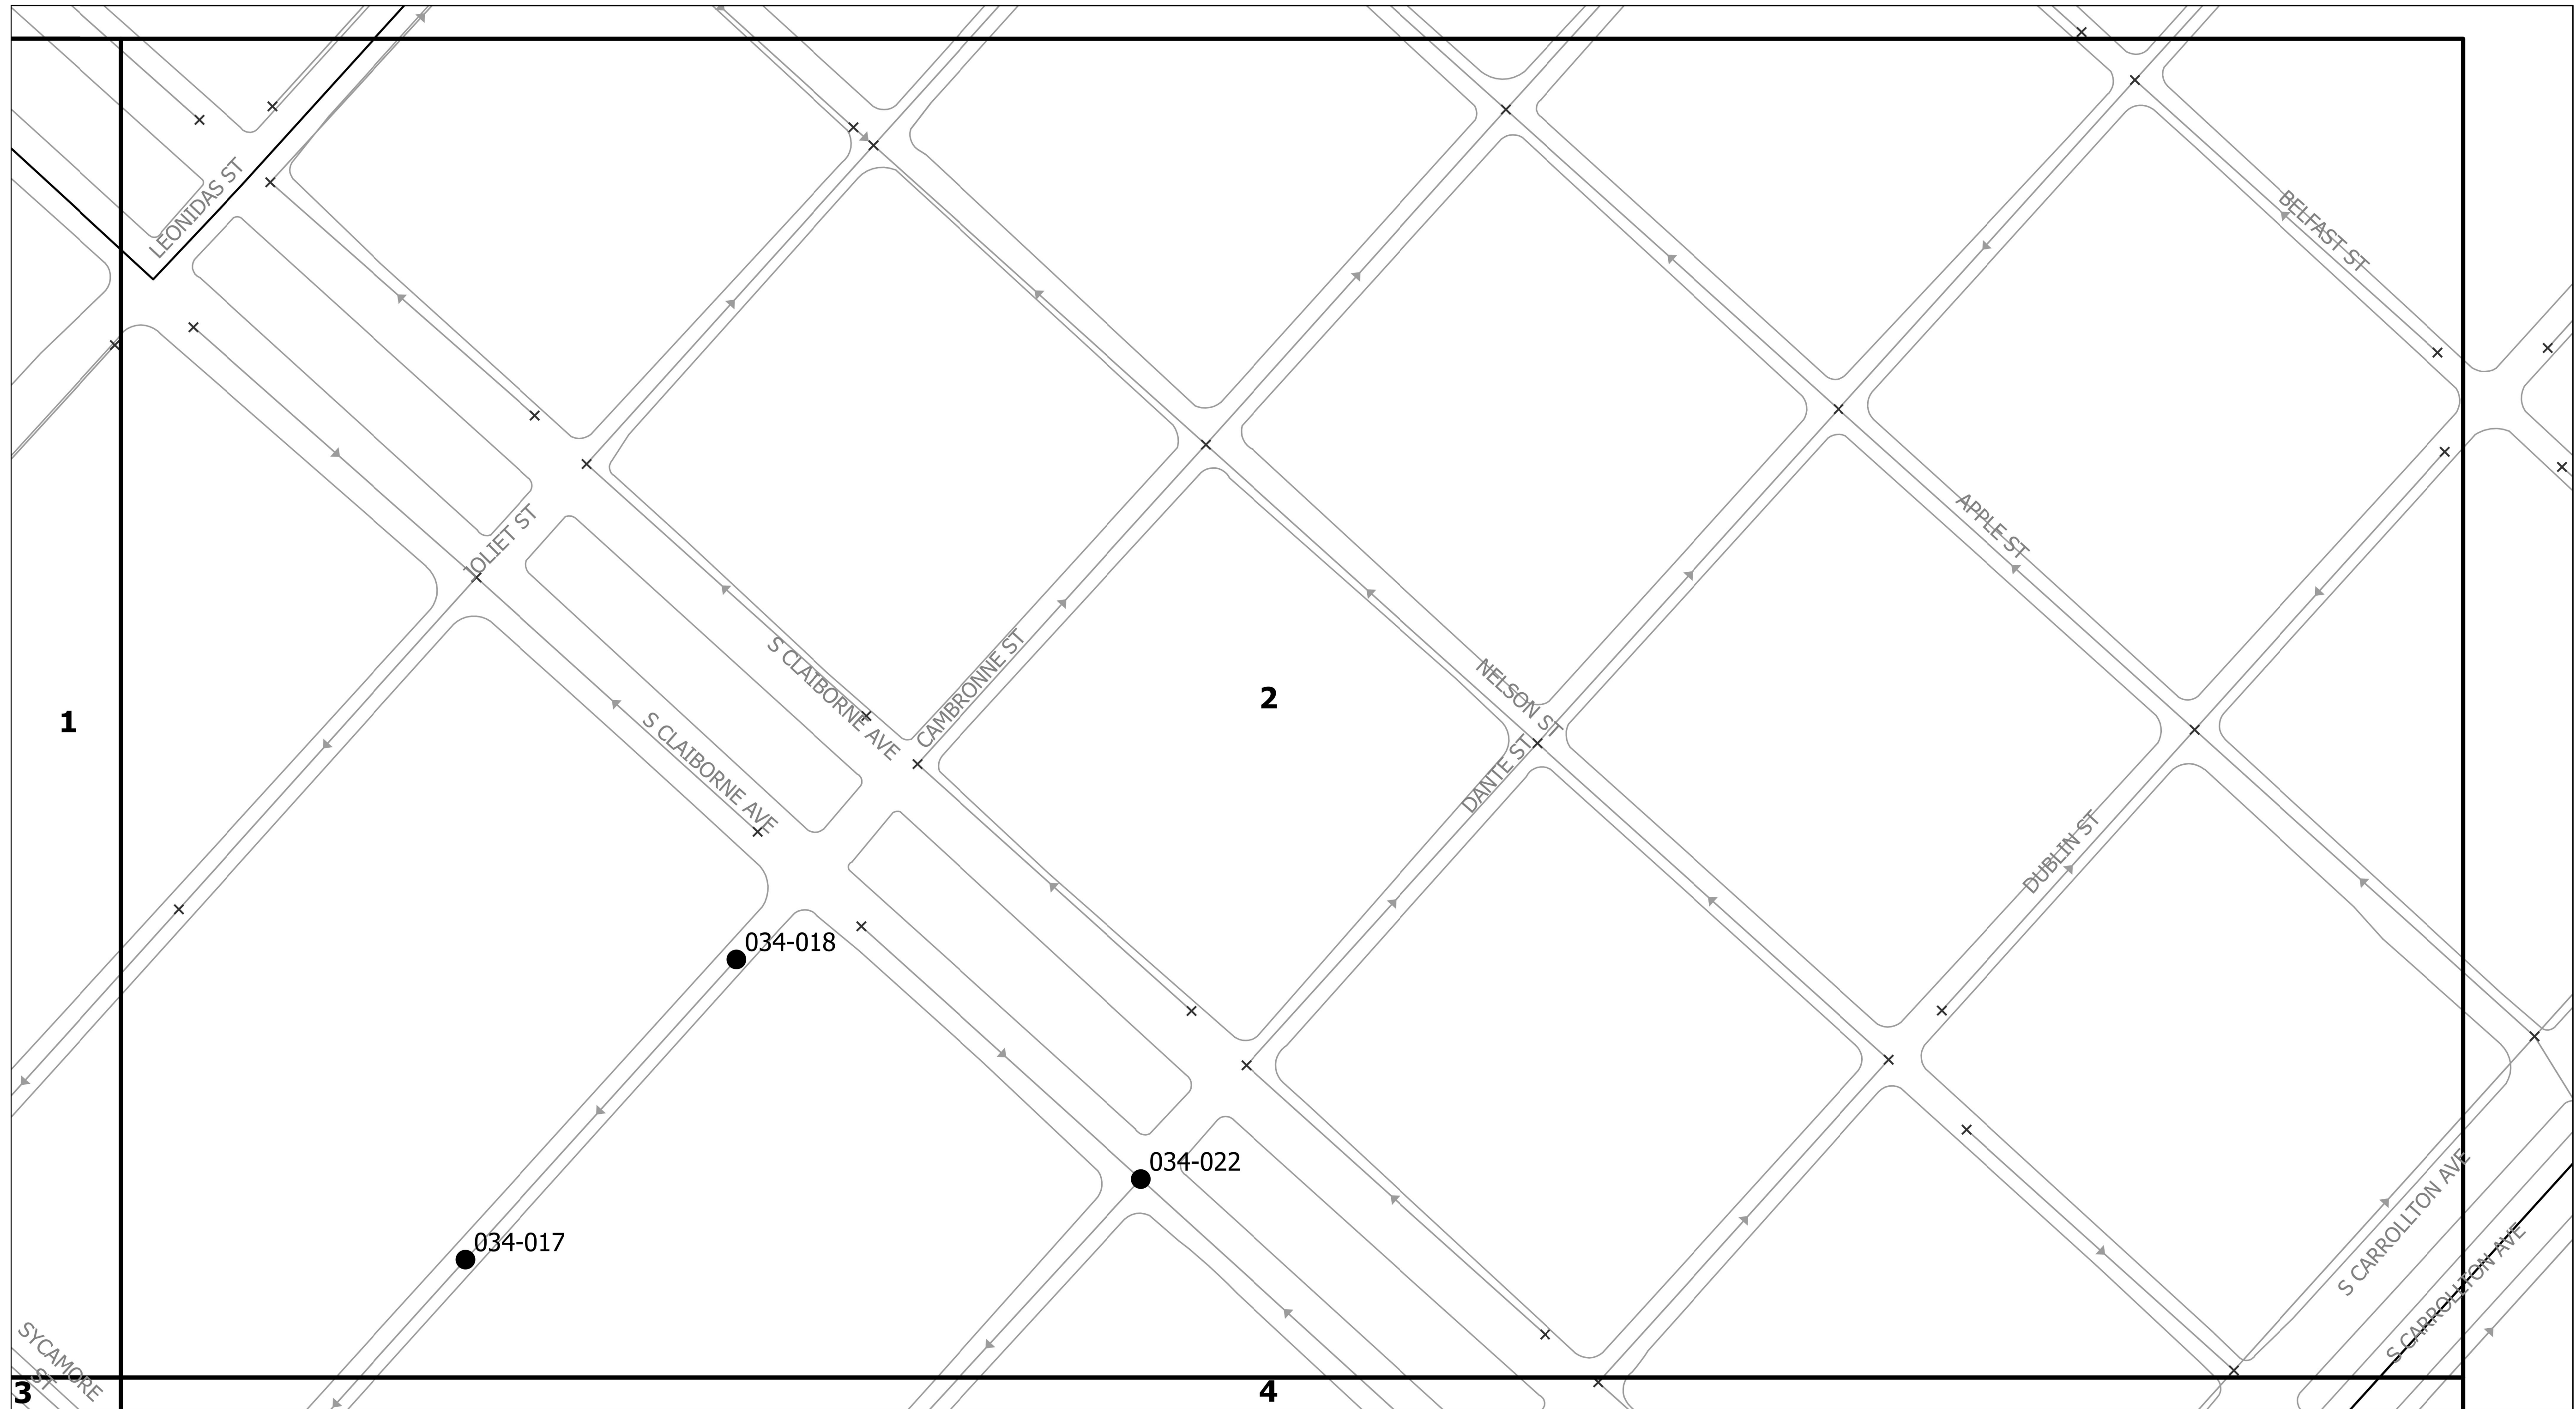 LEONIDAS ST
BELFAST ST
JOLIET ST
APPLE ST
S CLAIBORNE AVE
CAMBRONNE ST
2
NELSON ST
DANTE ST
1
S CLAIBORNE AVE
DUBLIN ST
034-018
034-022
S CARROLLTON AVE
034-017
S CARROLLTON AVE
SYCAMORE
ST
3
4